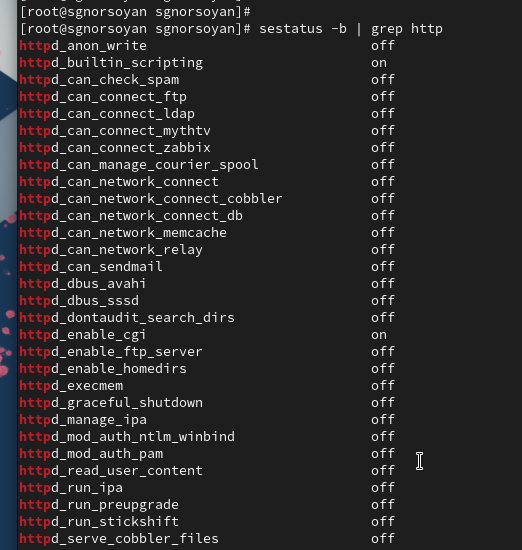 [root@sgnorsoyan sgnorsoyan]#
[root@sgnorsoyan sgnorsoyan]# sestatus -b | grep http
httpd_anon_write off
httpd_builtin_scripting on
httpd_can_check_spam off
httpd_can_connect_ftp off
httpd_can_connect_ldap off
httpd_can_connect_mythtv off
httpd_can_connect_zabbix off
httpd_can_manage_courier_spool off
httpd_can_network_connect off
httpd_can_network_connect_cobbler off
httpd_can_network_connect_db off
httpd_can_network_memcache off
httpd_can_network_relay off
httpd_can_sendmail off
httpd_dbus_avahi off
httpd_dbus_sssd off
httpd_dontaudit_search_dirs off
httpd_enable_cgi on
httpd_enable_ftp_server off
httpd_enable_homedirs off
httpd_execmem off
httpd_graceful_shutdown off
httpd_manage_ipa off
httpd_mod_auth_ntlm_winbind off
httpd_mod_auth_pam off
httpd_read_user_content off
httpd_run_ipa off
httpd_run_preupgrade off
httpd_run_stickshift off
httpd_serve_cobbler_files off